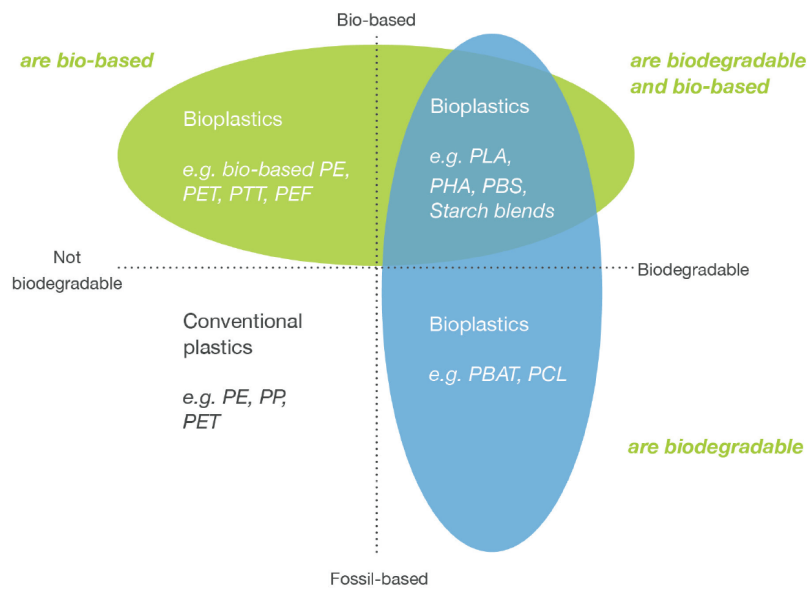 Bio-based
are bio-based
are biodegradable
and bio-based
Bioplastics
e.g. bio-based PE,
PET, PTT, PEF
Bioplastics
e.g. PLA,
PHA, PBS,
Starch blends
Not
biodegradable
Biodegradable
Conventional
plastics
e.g. PE, PP,
PET
Bioplastics
e.g. PBAT, PCL
are biodegradable
Fossil-based